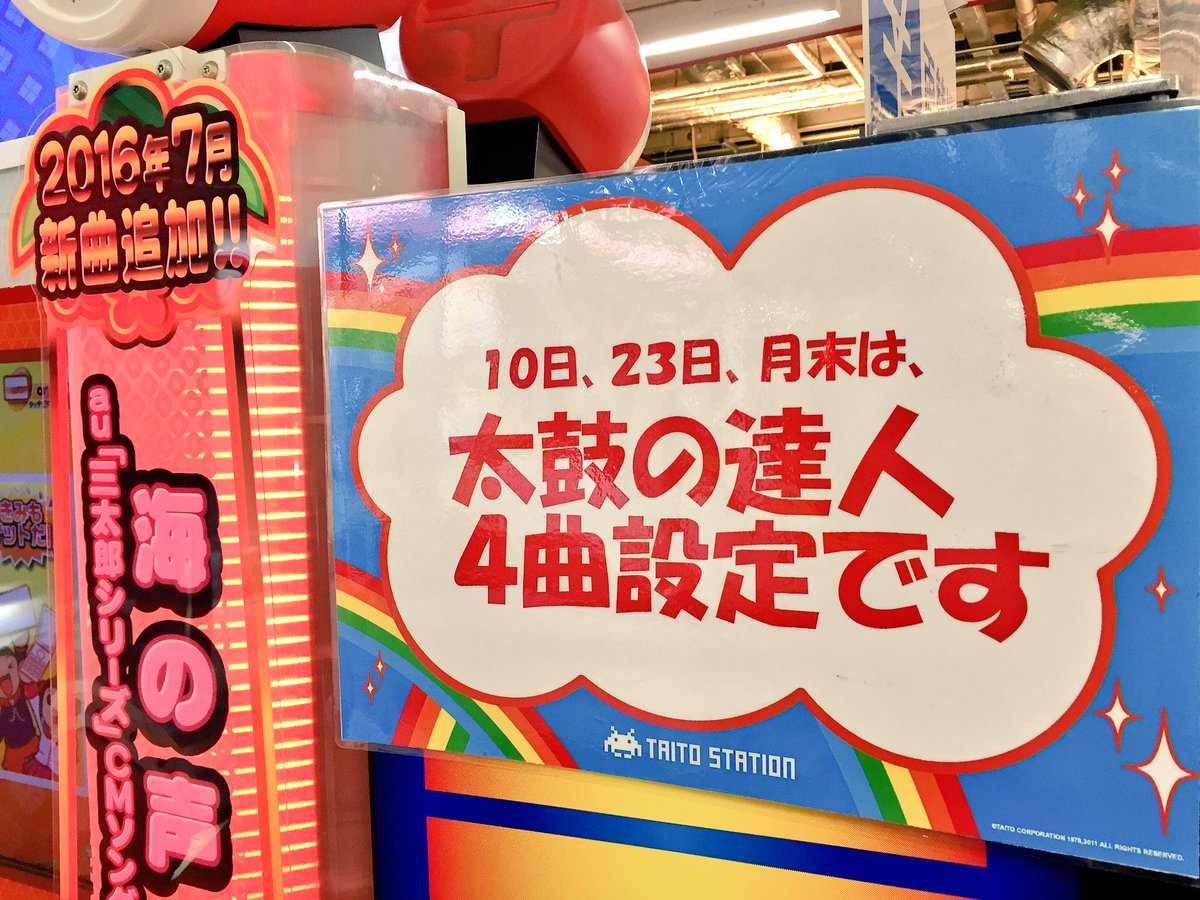 2016年7月
新曲追加!!
海の声
au「三太郎シリーズ」CMソング
10日、23日、月末は、
太鼓の達人
4曲設定です
TAITO STATION
©TAITO CORPORATION 1978,2011 ALL RIGHTS RESERVED.